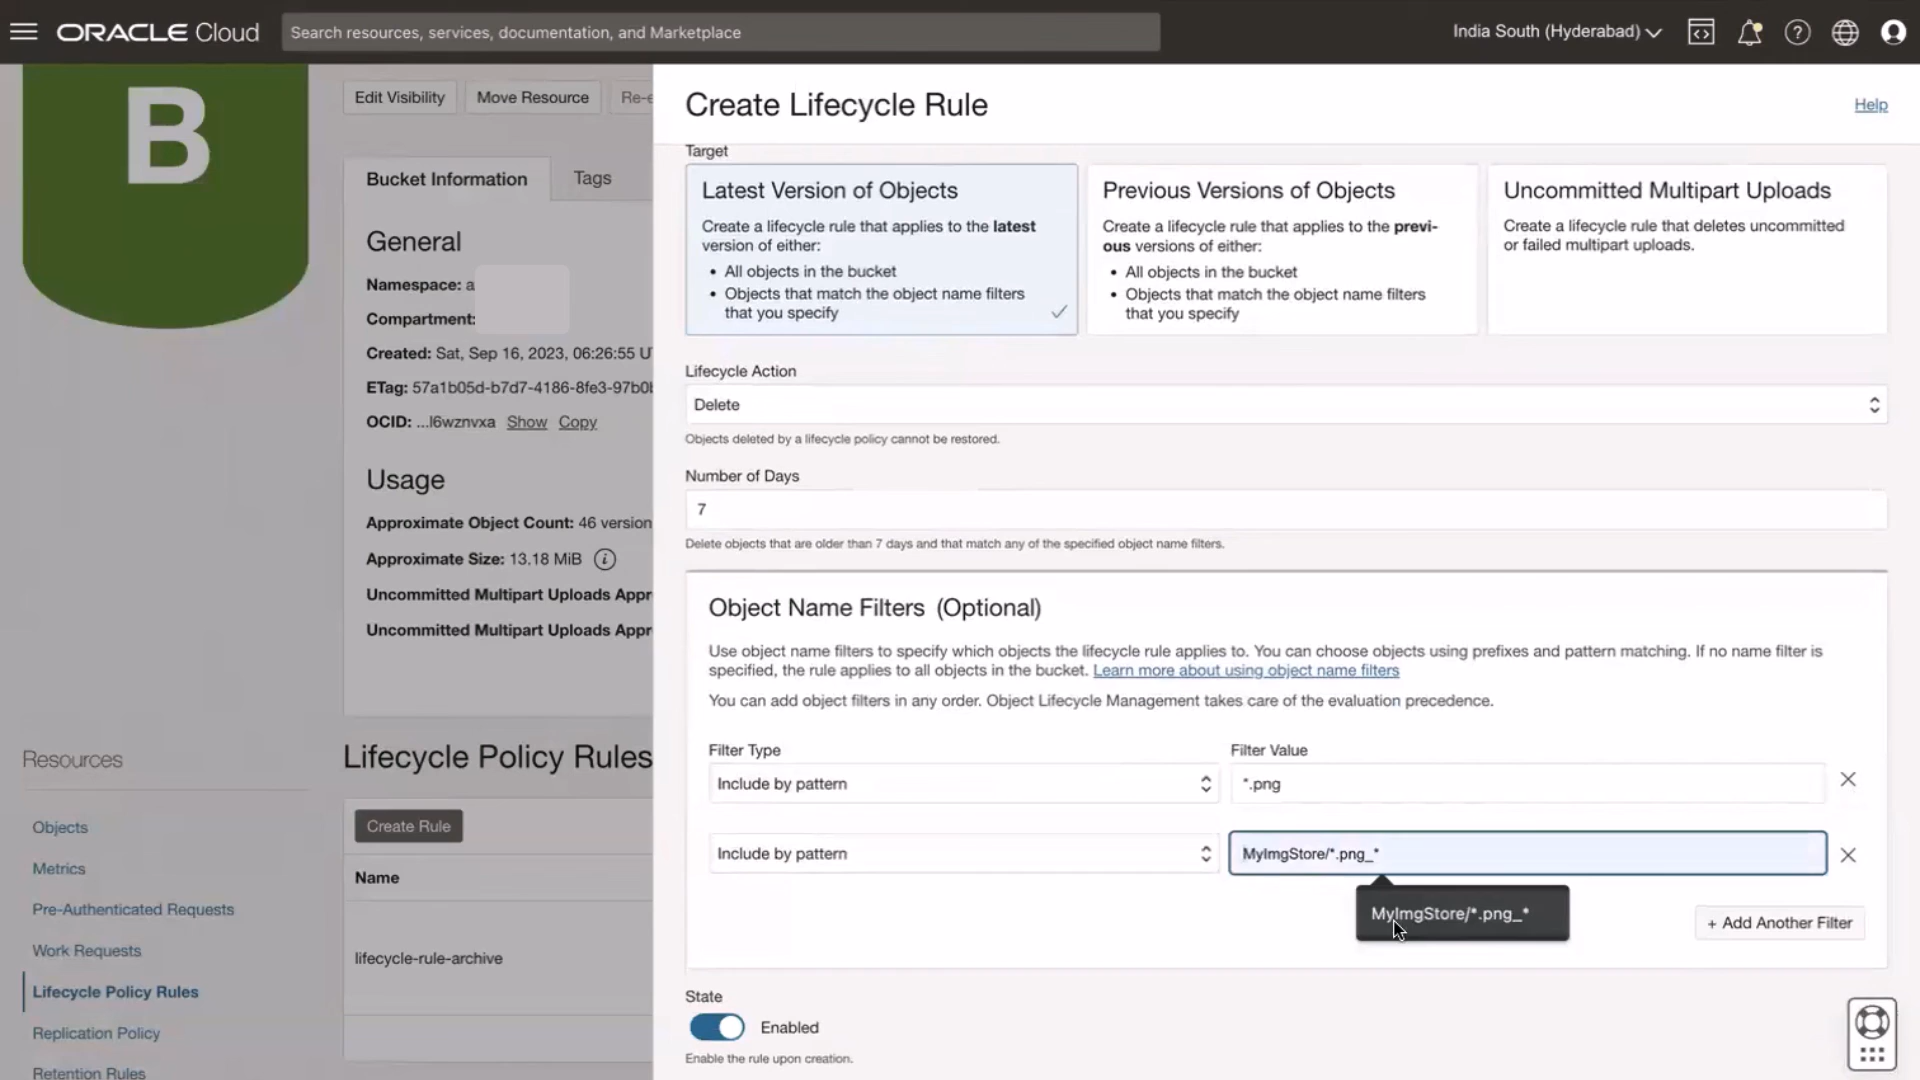 ORACLE Cloud
Search resources, services, documentation, and Marketplace
India South (Hyderabad)
B
Edit Visibility
Move Resource
Re-e
Bucket Information
Tags
General
Namespace: a
Compartment:
Created: Sat, Sep 16, 2023, 06:26:55 U
ETag: 57a1b05d-b7d7-4186-8fe3-97b0b
OCID: ...l6wznvxa Show Copy
Usage
Approximate Object Count: 46 version
Approximate Size: 13.18 MiB
Uncommitted Multipart Uploads Appr
Uncommitted Multipart Uploads Appr
Resources
Objects
Metrics
Pre-Authenticated Requests
Work Requests
Lifecycle Policy Rules
Replication Policy
Retention Rules
Lifecycle Policy Rules
Create Rule
Name
lifecycle-rule-archive
Create Lifecycle Rule
Help
Target
Latest Version of Objects
Create a lifecycle rule that applies to the latest
version of either:
• All objects in the bucket
• Objects that match the object name filters
that you specify
Previous Versions of Objects
Create a lifecycle rule that applies to the previ-
ous versions of either:
• All objects in the bucket
• Objects that match the object name filters
that you specify
Uncommitted Multipart Uploads
Create a lifecycle rule that deletes uncommitted
or failed multipart uploads.
Lifecycle Action
Delete
Objects deleted by a lifecycle policy cannot be restored.
Number of Days
7
Delete objects that are older than 7 days and that match any of the specified object name filters.
Object Name Filters (Optional)
Use object name filters to specify which objects the lifecycle rule applies to. You can choose objects using prefixes and pattern matching. If no name filter is
specified, the rule applies to all objects in the bucket. Learn more about using object name filters
You can add object filters in any order. Object Lifecycle Management takes care of the evaluation precedence.
Filter Type
Filter Value
Include by pattern
*.png
Include by pattern
MyImgStore/*.png_*
MyImgStore/*.png_*
+ Add Another Filter
State
Enabled
Enable the rule upon creation.